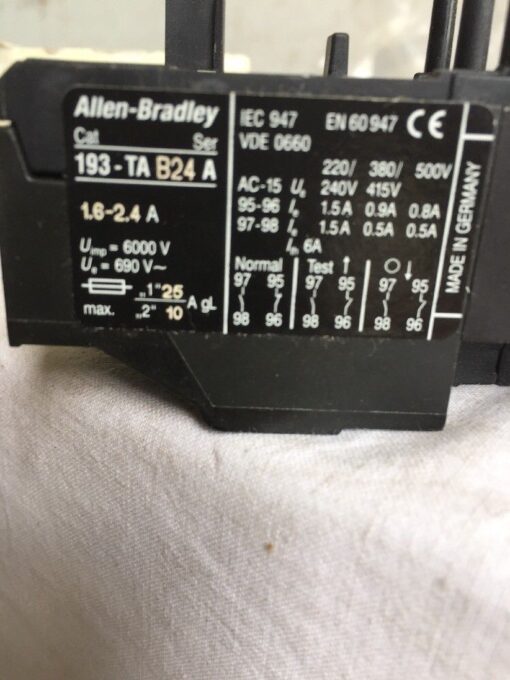 Allen-Bradley
Cat Ser
193-TA B24 A
1.6-2.4 A
Uimp = 6000 V
Ue = 690 V~
„1" 25
max. „2" 10 A gL
IEC 947 EN 60 947 CE
VDE 0660
220/ 380/ 500V
AC-15 Ue 240V 415V
95-96 Ie 1.5A 0.9A 0.8A
97-98 Ie 1.5A 0.5A 0.5A
Ith 6A
Normal Test ↑ O ↓
97 95 97 95 97 95
98 96 98 96 98 96
MADE IN GERMANY